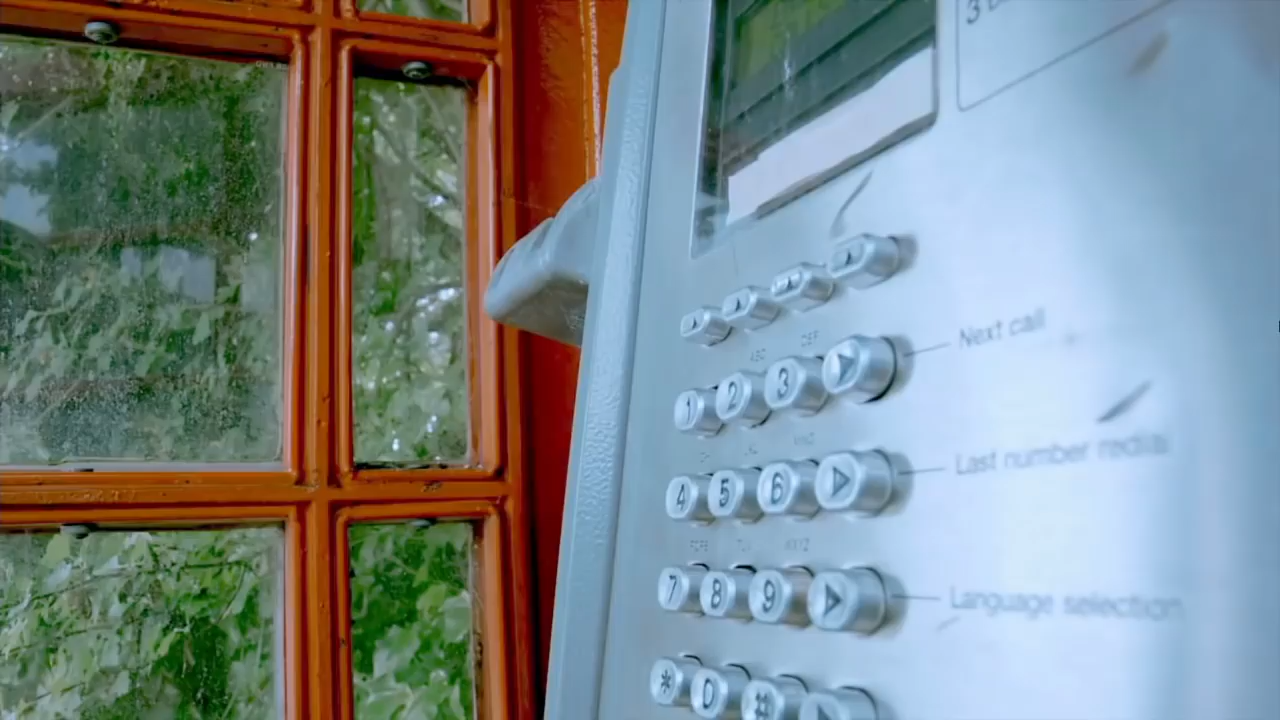 3
ABC DEF
1 2 3
Next call
4 5 6
Last number redial
7 8 9
Language selection
* 0 #